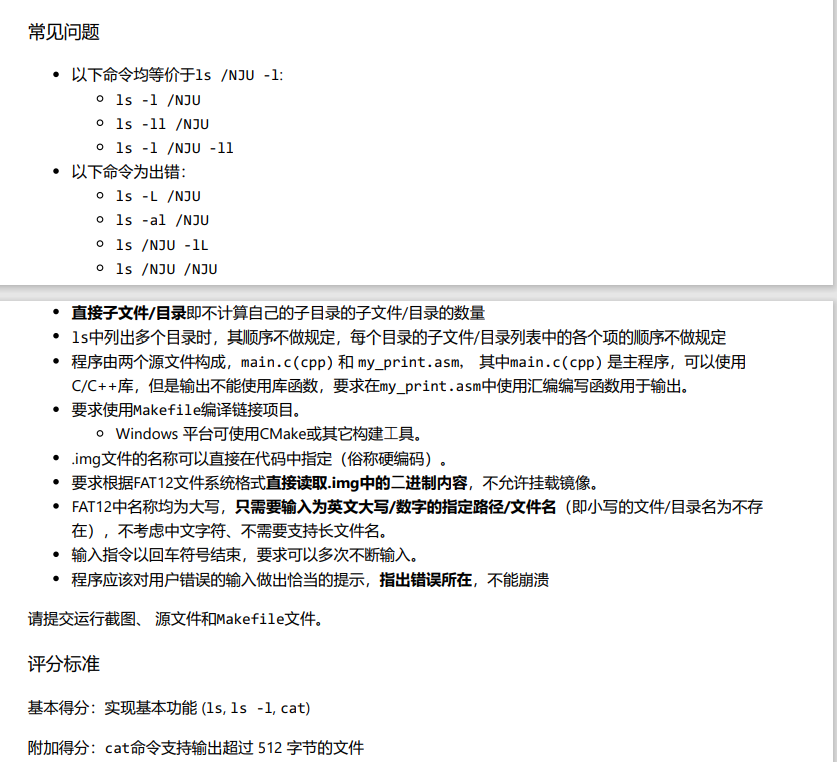 常见问题
以下命令均等价于ls /NJU -l:
ls -l /NJU
ls -ll /NJU
ls -l /NJU -ll
以下命令为出错：
ls -L /NJU
ls -al /NJU
ls /NJU -lL
ls /NJU /NJU
直接子文件/目录即不计算自己的子目录的子文件/目录的数量
ls中列出多个目录时，其顺序不做规定，每个目录的子文件/目录列表中的各个项的顺序不做规定
程序由两个源文件构成，main.c(cpp) 和 my_print.asm， 其中main.c(cpp) 是主程序，可以使用
C/C++库，但是输出不能使用库函数，要求在my_print.asm中使用汇编编写函数用于输出。
要求使用Makefile编译链接项目。
Windows 平台可使用CMake或其它构建工具。
.img文件的名称可以直接在代码中指定（俗称硬编码）。
要求根据FAT12文件系统格式直接读取.img中的二进制内容，不允许挂载镜像。
FAT12中名称均为大写，只需要输入为英文大写/数字的指定路径/文件名（即小写的文件/目录名为不存
在），不考虑中文字符、不需要支持长文件名。
输入指令以回车符号结束，要求可以多次不断输入。
程序应该对用户错误的输入做出恰当的提示，指出错误所在，不能崩溃
请提交运行截图、 源文件和Makefile文件。
评分标准
基本得分：实现基本功能 (ls, ls -l, cat)
附加得分：cat命令支持输出超过 512 字节的文件